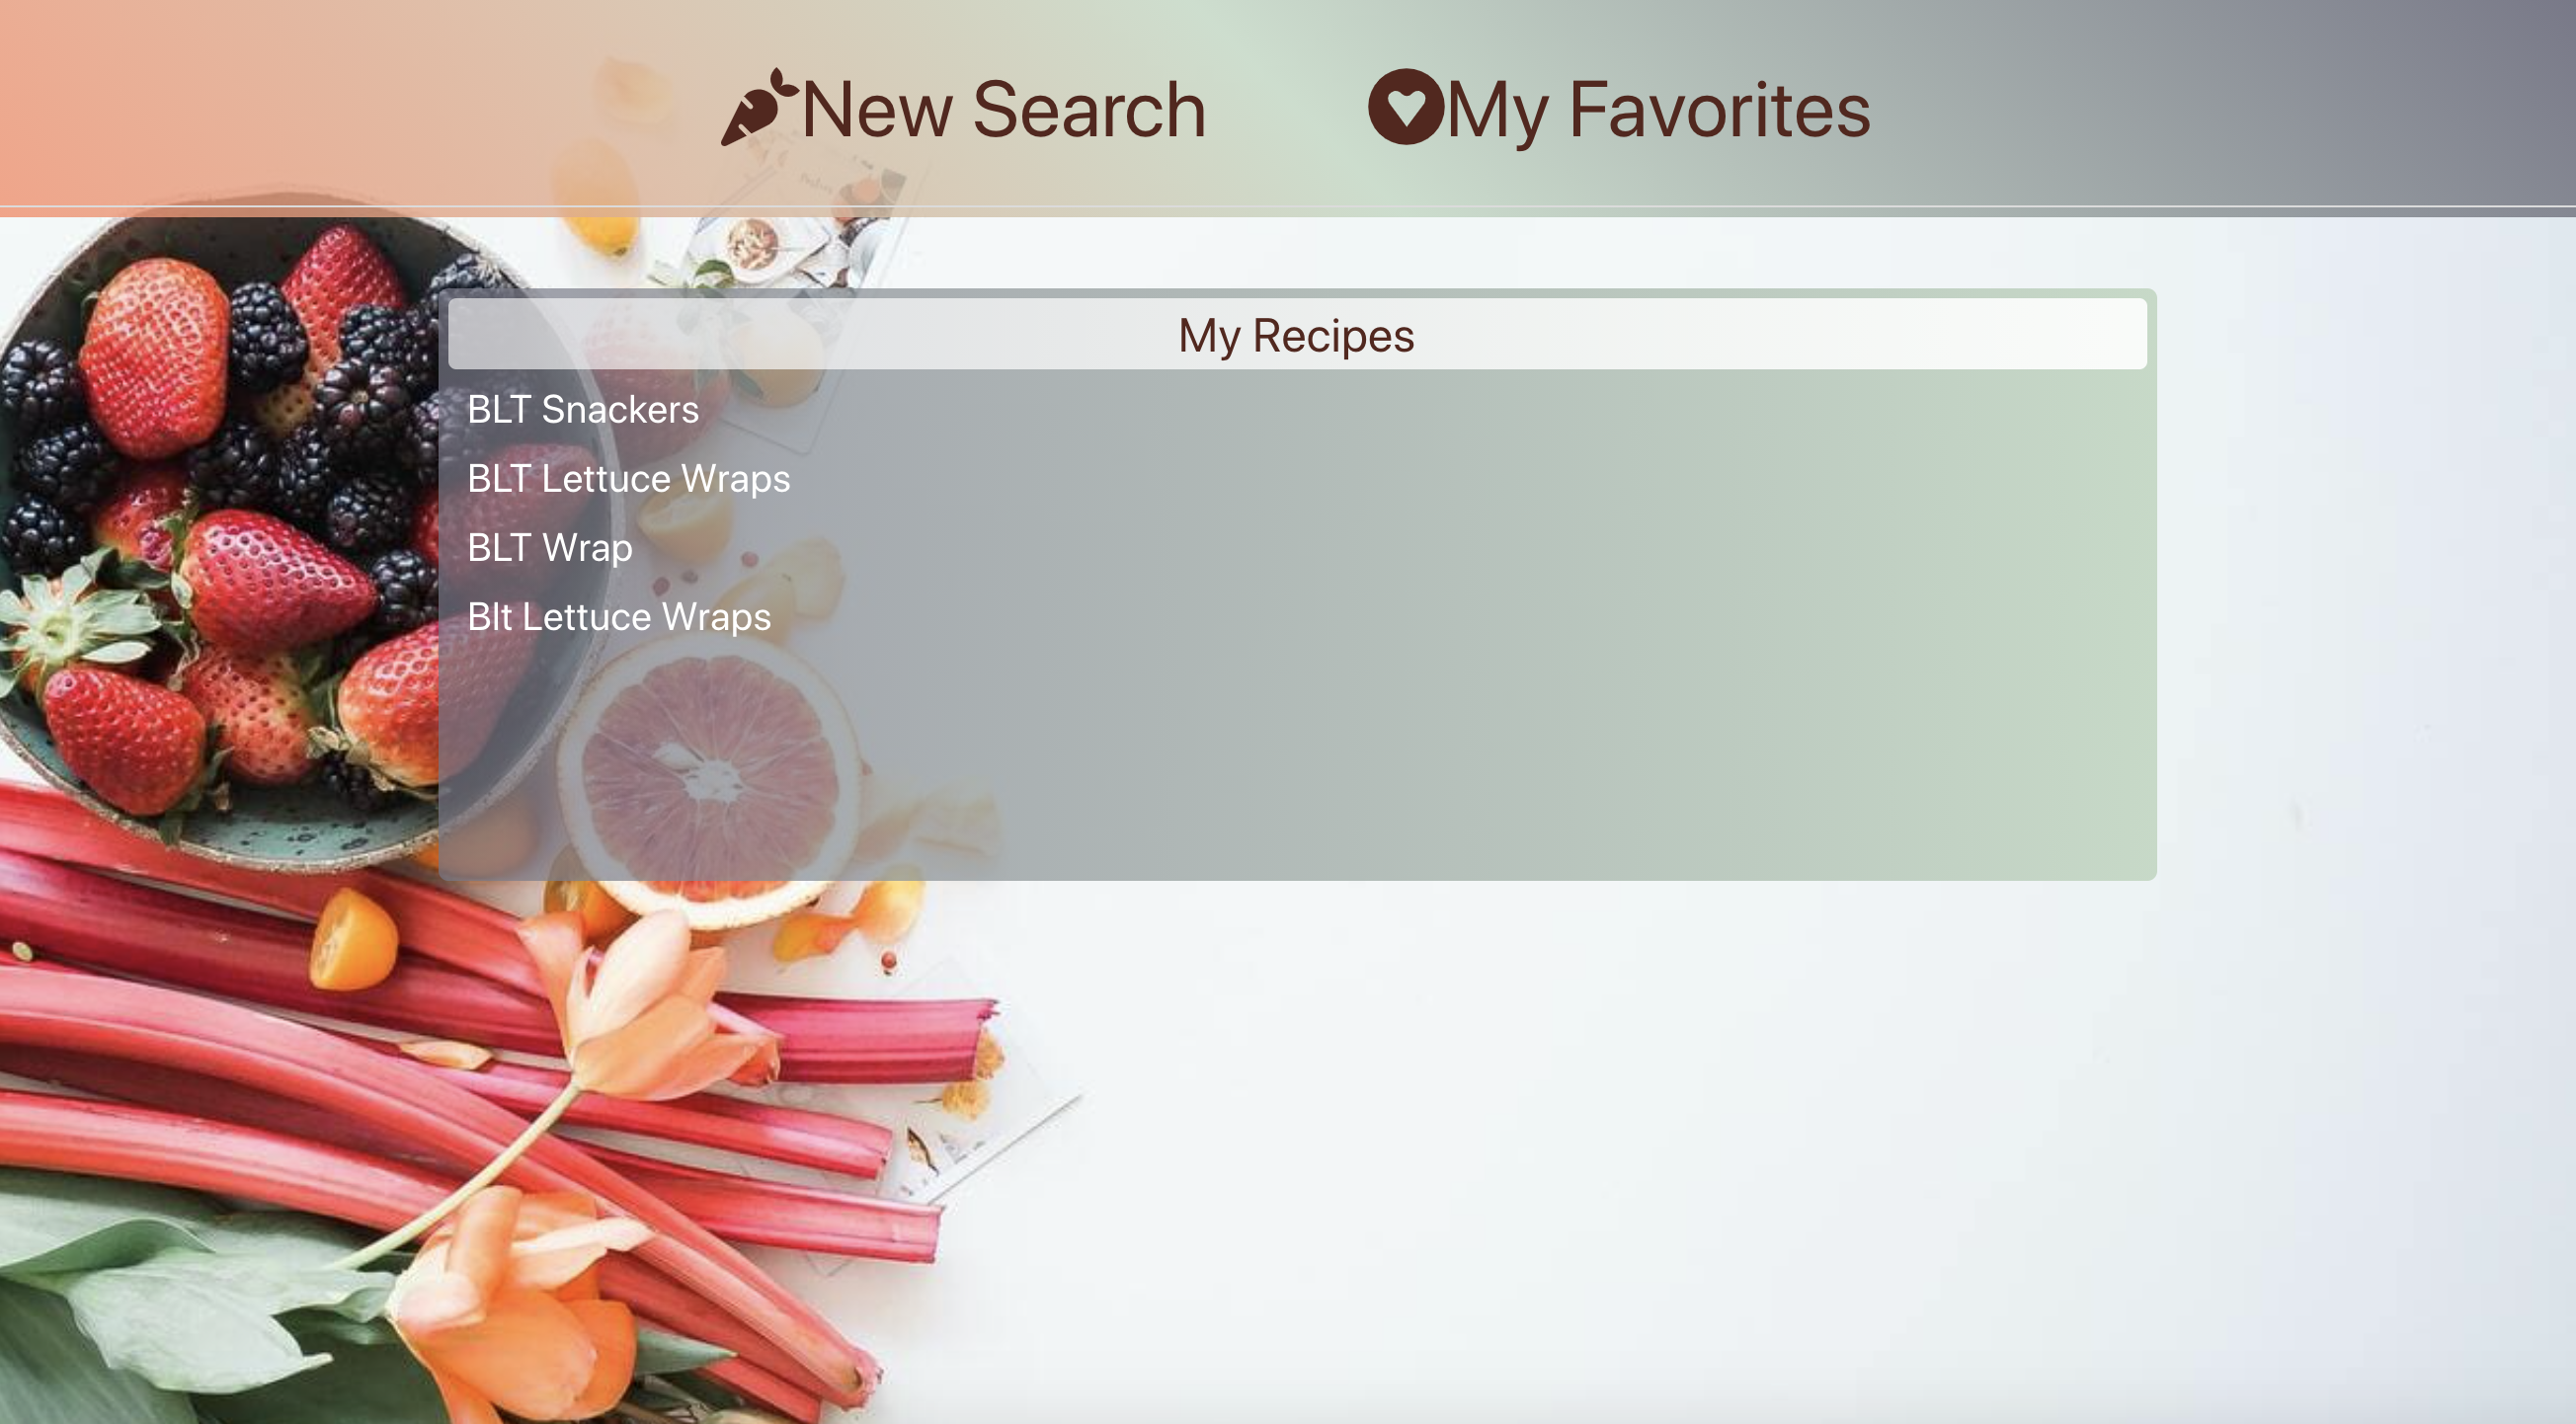 New Search
My Favorites
My Recipes
BLT Snackers
BLT Lettuce Wraps
BLT Wrap
Blt Lettuce Wraps